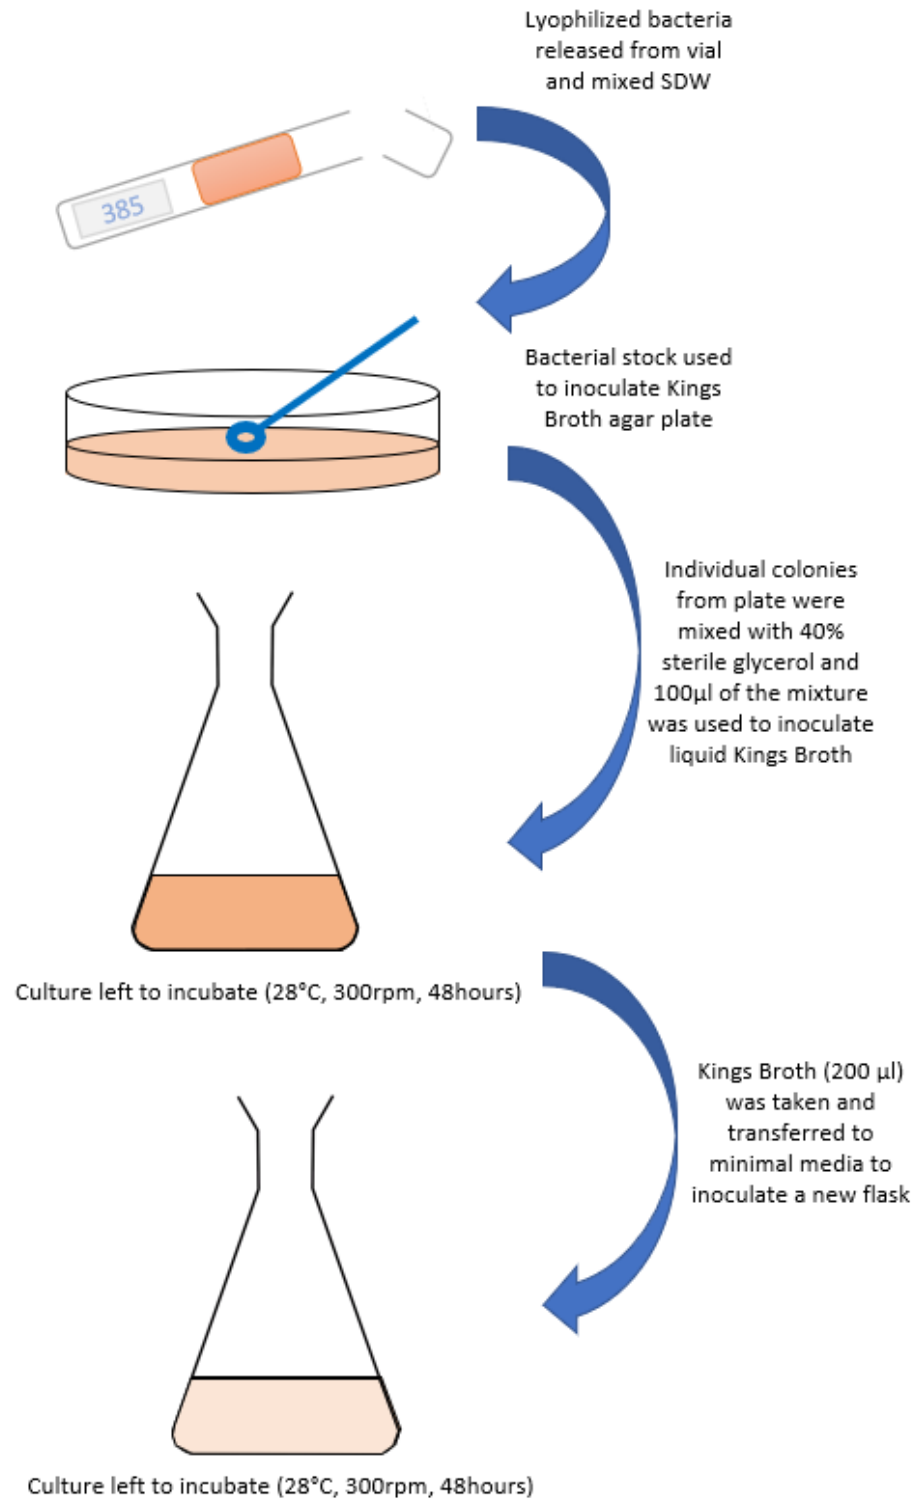 Lyophilized bacteria
released from vial
and mixed SDW
385
Bacterial stock used
to inoculate Kings
Broth agar plate
Individual colonies
from plate were
mixed with 40%
sterile glycerol and
100µl of the mixture
was used to inoculate
liquid Kings Broth
Culture left to incubate (28°C, 300rpm, 48hours)
Kings Broth (200 µl)
was taken and
transferred to
minimal media to
inoculate a new flask
Culture left to incubate (28°C, 300rpm, 48hours)